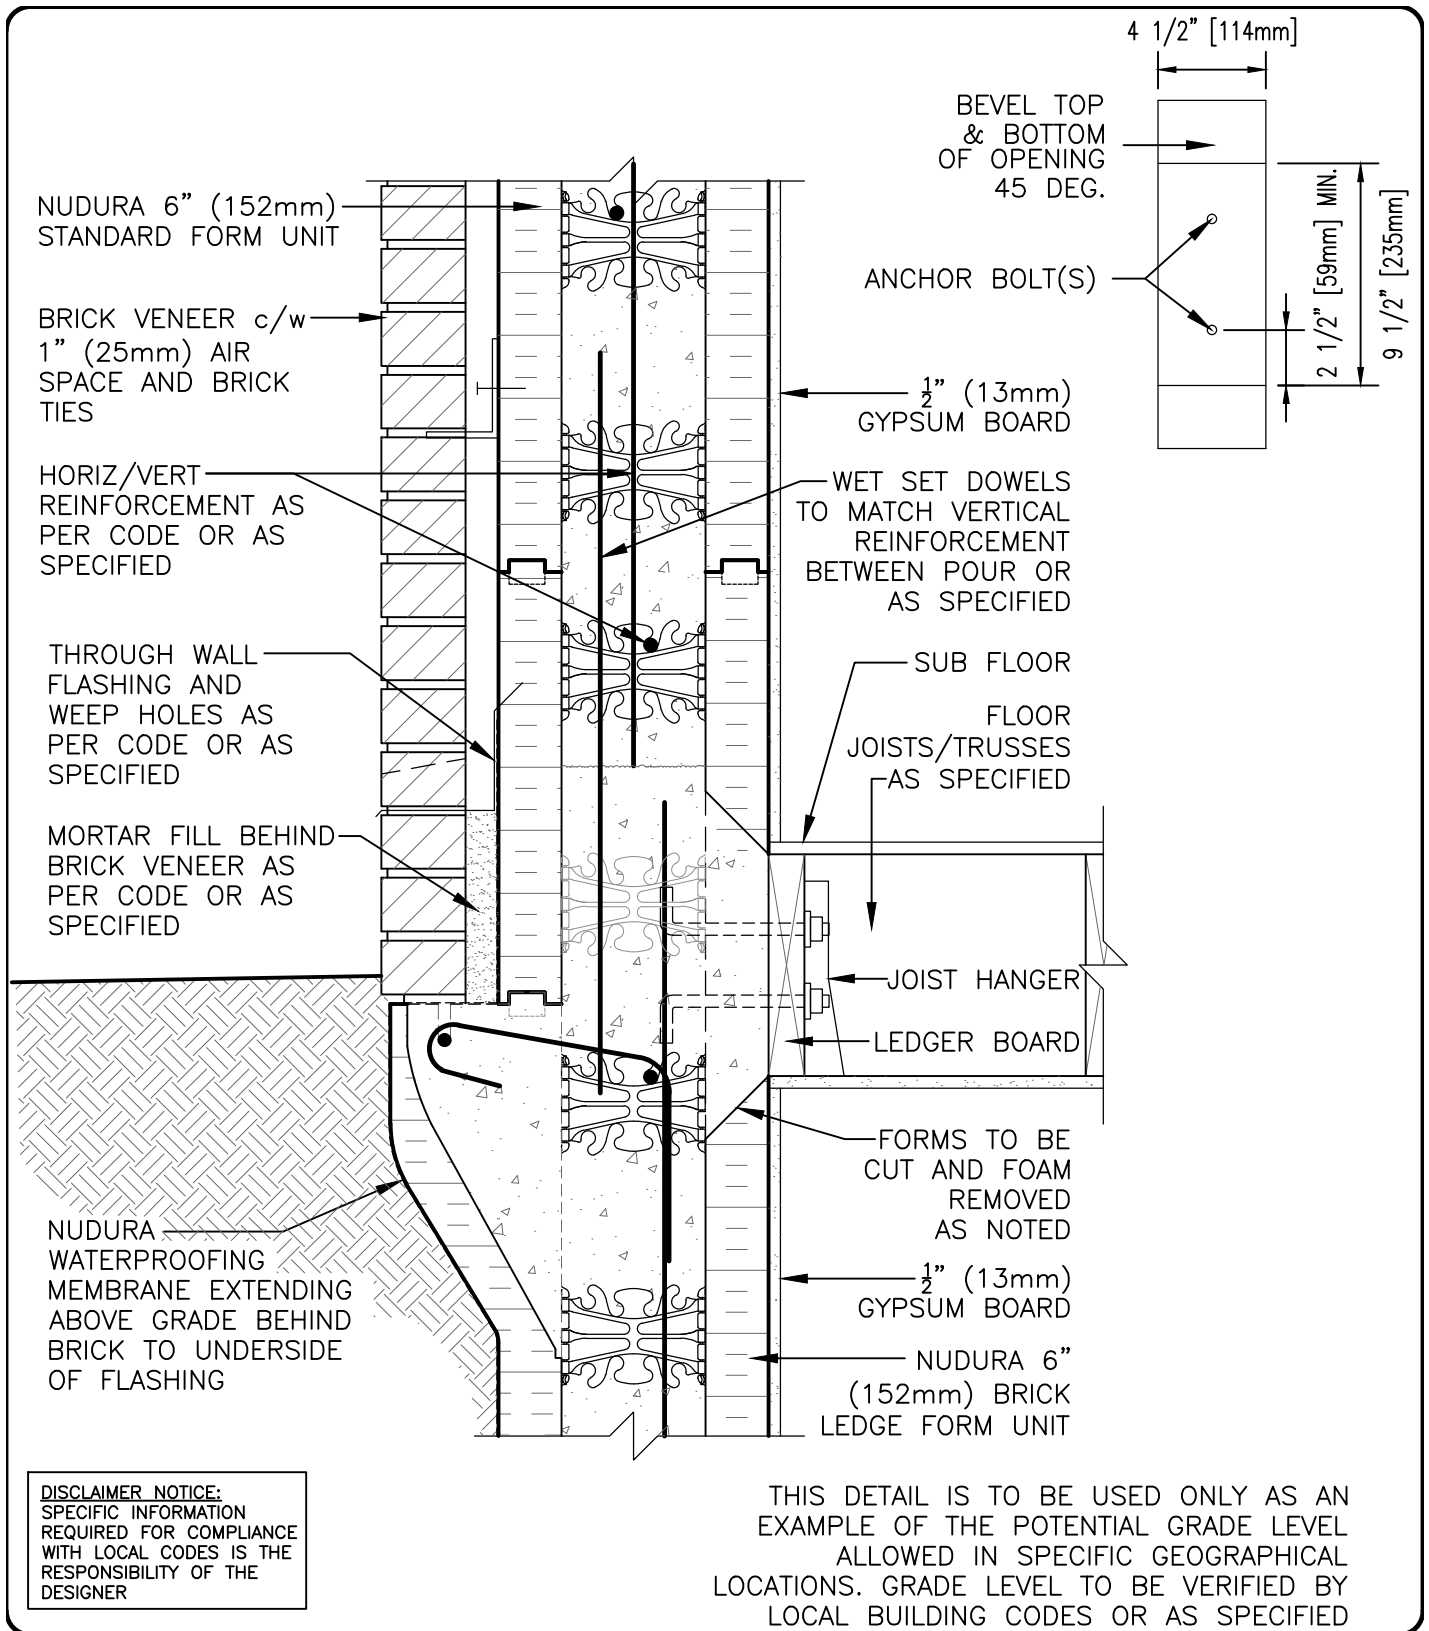 4 1/2” [114mm]
BEVEL TOP
& BOTTOM
OF OPENING
45 DEG.
ANCHOR BOLT(S)
2 1/2” [59mm] MIN.
9 1/2” [235mm]
NUDURA 6” (152mm)
STANDARD FORM UNIT
BRICK VENEER c/w
1” (25mm) AIR
SPACE AND BRICK
TIES
HORIZ/VERT
REINFORCEMENT AS
PER CODE OR AS
SPECIFIED
THROUGH WALL
FLASHING AND
WEEP HOLES AS
PER CODE OR AS
SPECIFIED
MORTAR FILL BEHIND
BRICK VENEER AS
PER CODE OR AS
SPECIFIED
NUDURA
WATERPROOFING
MEMBRANE EXTENDING
ABOVE GRADE BEHIND
BRICK TO UNDERSIDE
OF FLASHING
½” (13mm)
GYPSUM BOARD
WET SET DOWELS
TO MATCH VERTICAL
REINFORCEMENT
BETWEEN POUR OR
AS SPECIFIED
SUB FLOOR
FLOOR
JOISTS/TRUSSES
AS SPECIFIED
JOIST HANGER
LEDGER BOARD
FORMS TO BE
CUT AND FOAM
REMOVED
AS NOTED
½” (13mm)
GYPSUM BOARD
NUDURA 6”
(152mm) BRICK
LEDGE FORM UNIT
DISCLAIMER NOTICE:
SPECIFIC INFORMATION
REQUIRED FOR COMPLIANCE
WITH LOCAL CODES IS THE
RESPONSIBILITY OF THE
DESIGNER
THIS DETAIL IS TO BE USED ONLY AS AN
EXAMPLE OF THE POTENTIAL GRADE LEVEL
ALLOWED IN SPECIFIC GEOGRAPHICAL
LOCATIONS. GRADE LEVEL TO BE VERIFIED BY
LOCAL BUILDING CODES OR AS SPECIFIED